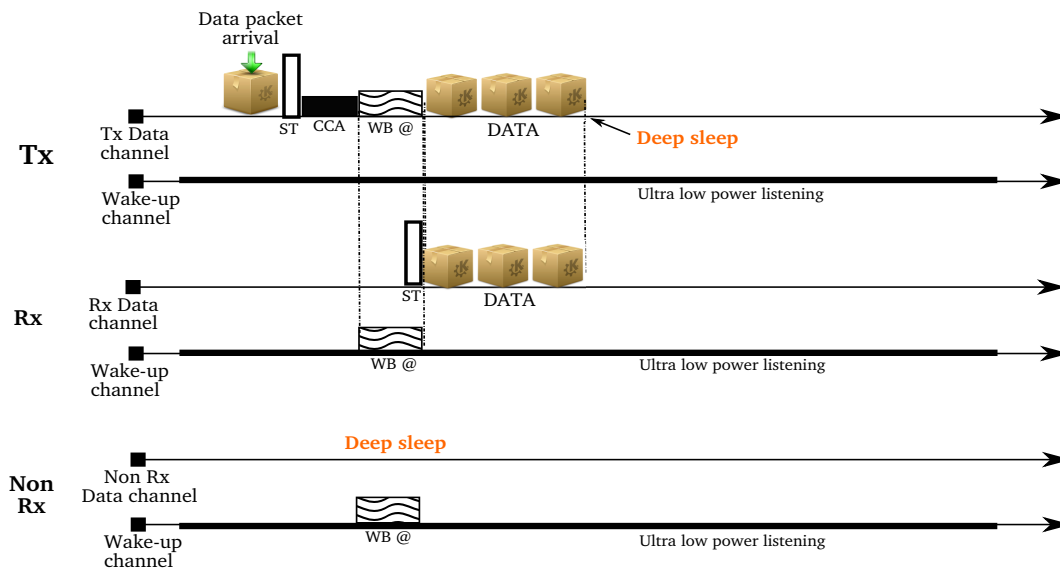 Data packet
arrival
ST
CCA
WB @
DATA
Deep sleep
Tx
Tx Data
channel
Wake-up
channel
Ultra low power listening
ST
DATA
Rx
Rx Data
channel
WB @
Wake-up
channel
Ultra low power listening
Deep sleep
Non
Rx
Non Rx
Data channel
WB @
Wake-up
channel
Ultra low power listening